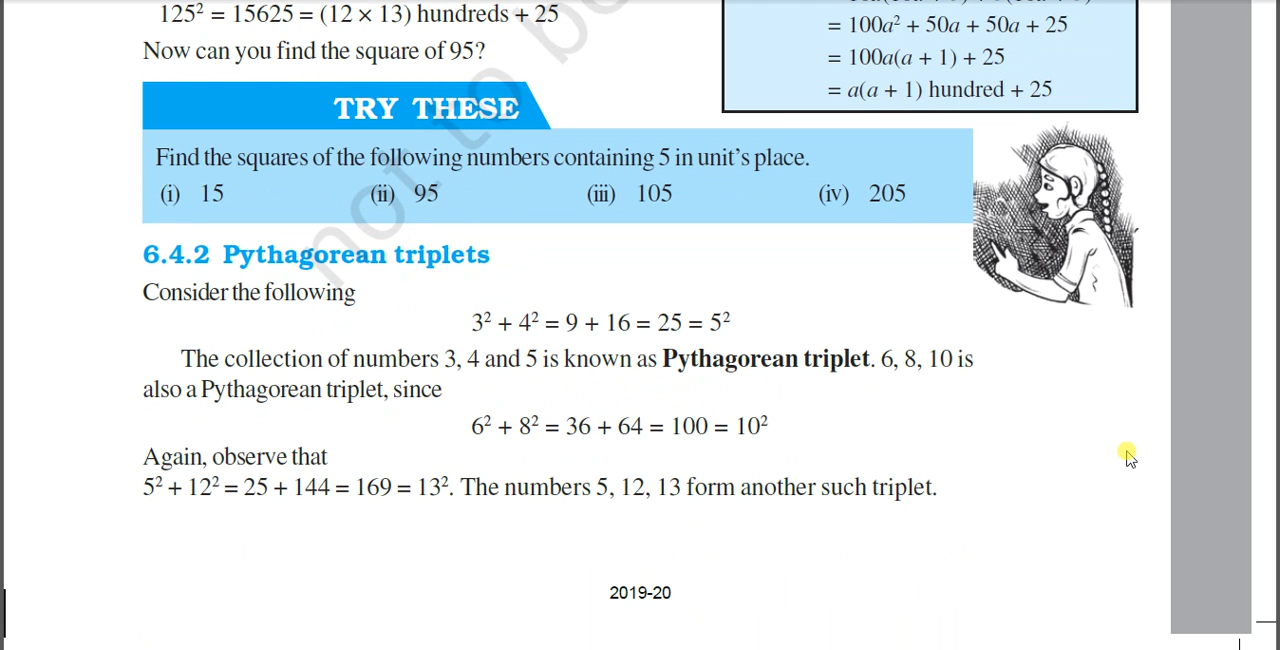 125² = 15625 = (12 × 13) hundreds + 25
Now can you find the square of 95?
= 100a² + 50a + 50a + 25
= 100a(a + 1) + 25
= a(a + 1) hundred + 25
TRY THESE
Find the squares of the following numbers containing 5 in unit's place.
(i) 15 (ii) 95 (iii) 105 (iv) 205
6.4.2 Pythagorean triplets
Consider the following
3² + 4² = 9 + 16 = 25 = 5²
The collection of numbers 3, 4 and 5 is known as Pythagorean triplet. 6, 8, 10 is
also a Pythagorean triplet, since
6² + 8² = 36 + 64 = 100 = 10²
Again, observe that
5² + 12² = 25 + 144 = 169 = 13². The numbers 5, 12, 13 form another such triplet.
2019-20
not to be